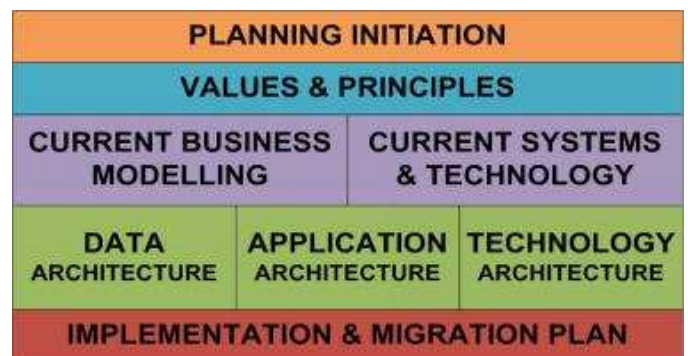 PLANNING INITIATION
VALUES & PRINCIPLES
CURRENT BUSINESS
MODELLING
CURRENT SYSTEMS
& TECHNOLOGY
DATA
ARCHITECTURE
APPLICATION
ARCHITECTURE
TECHNOLOGY
ARCHITECTURE
IMPLEMENTATION & MIGRATION PLAN